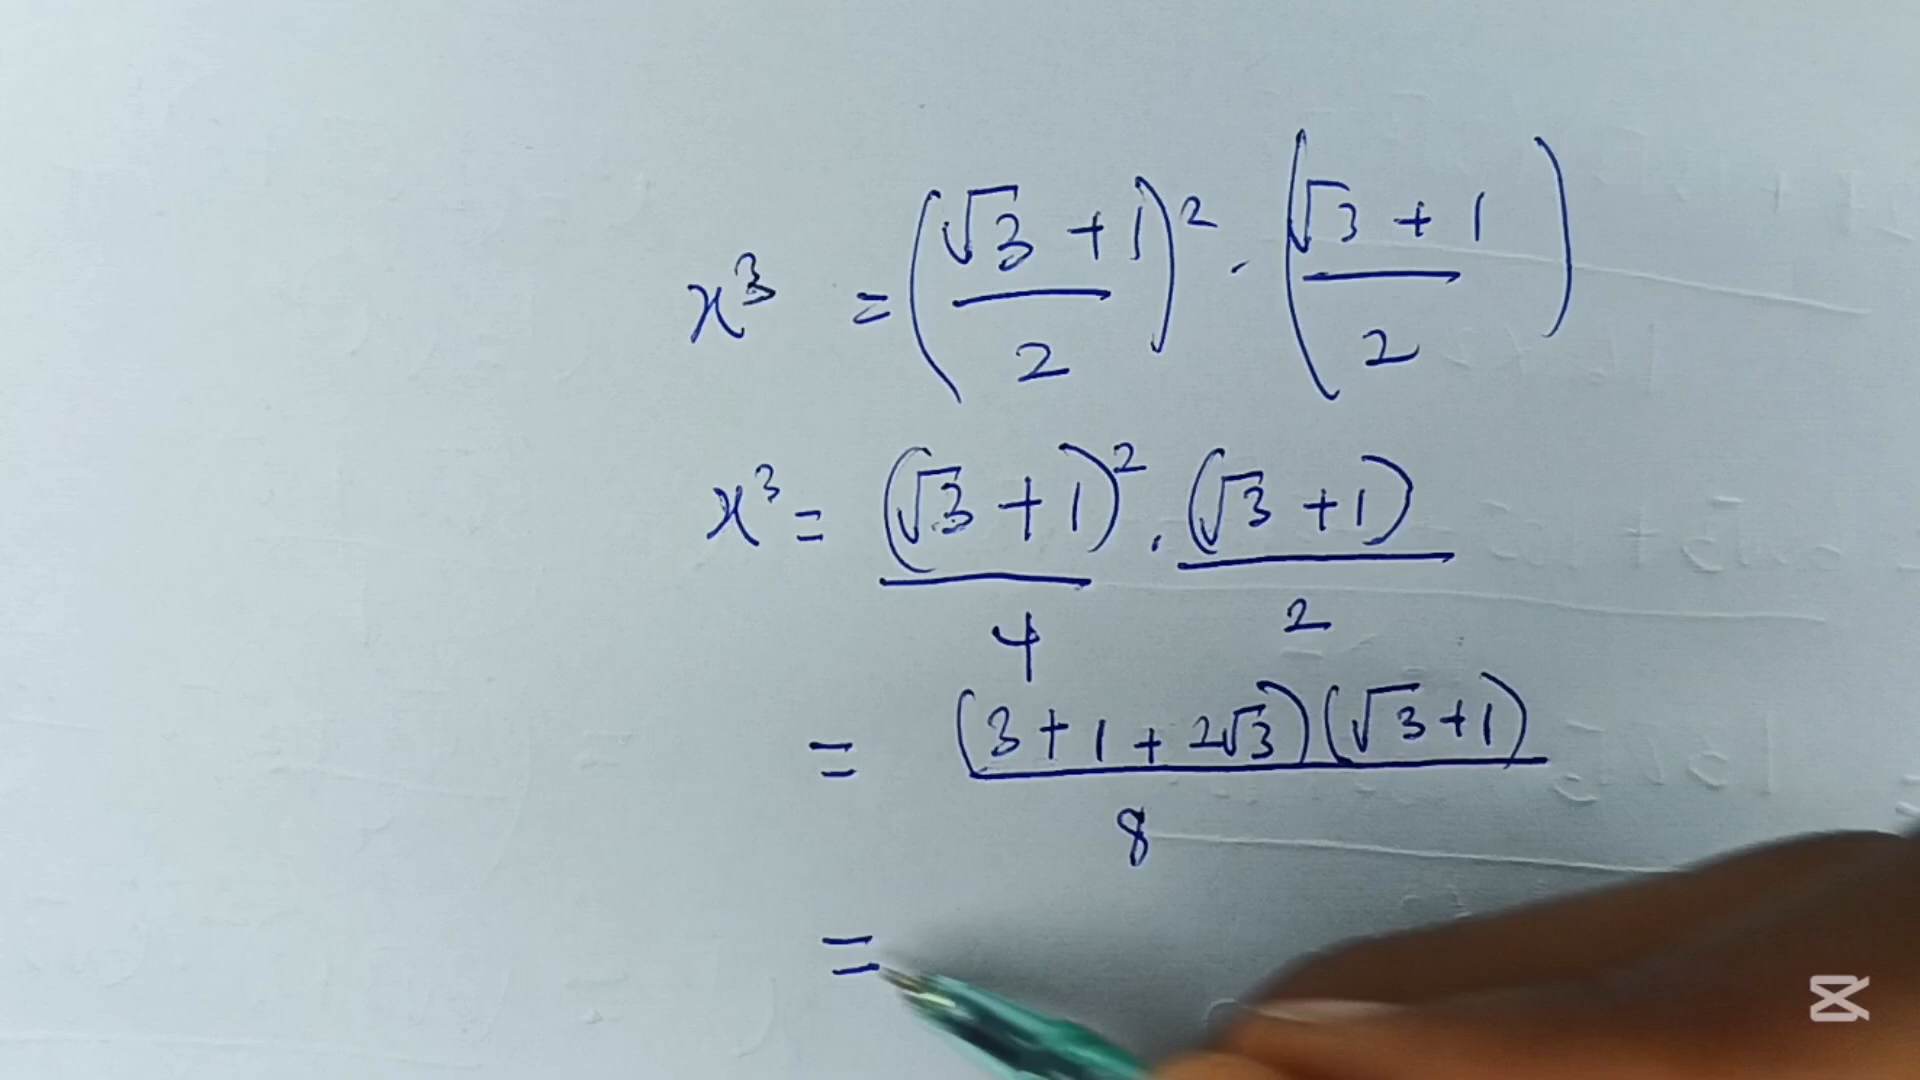 x³ = ((√3 + 1)/2)² · ((√3 + 1)/2)
x³ = (√3 + 1)²/4 · (√3 + 1)/2
= (3 + 1 + 2√3)(√3 + 1)/8
=